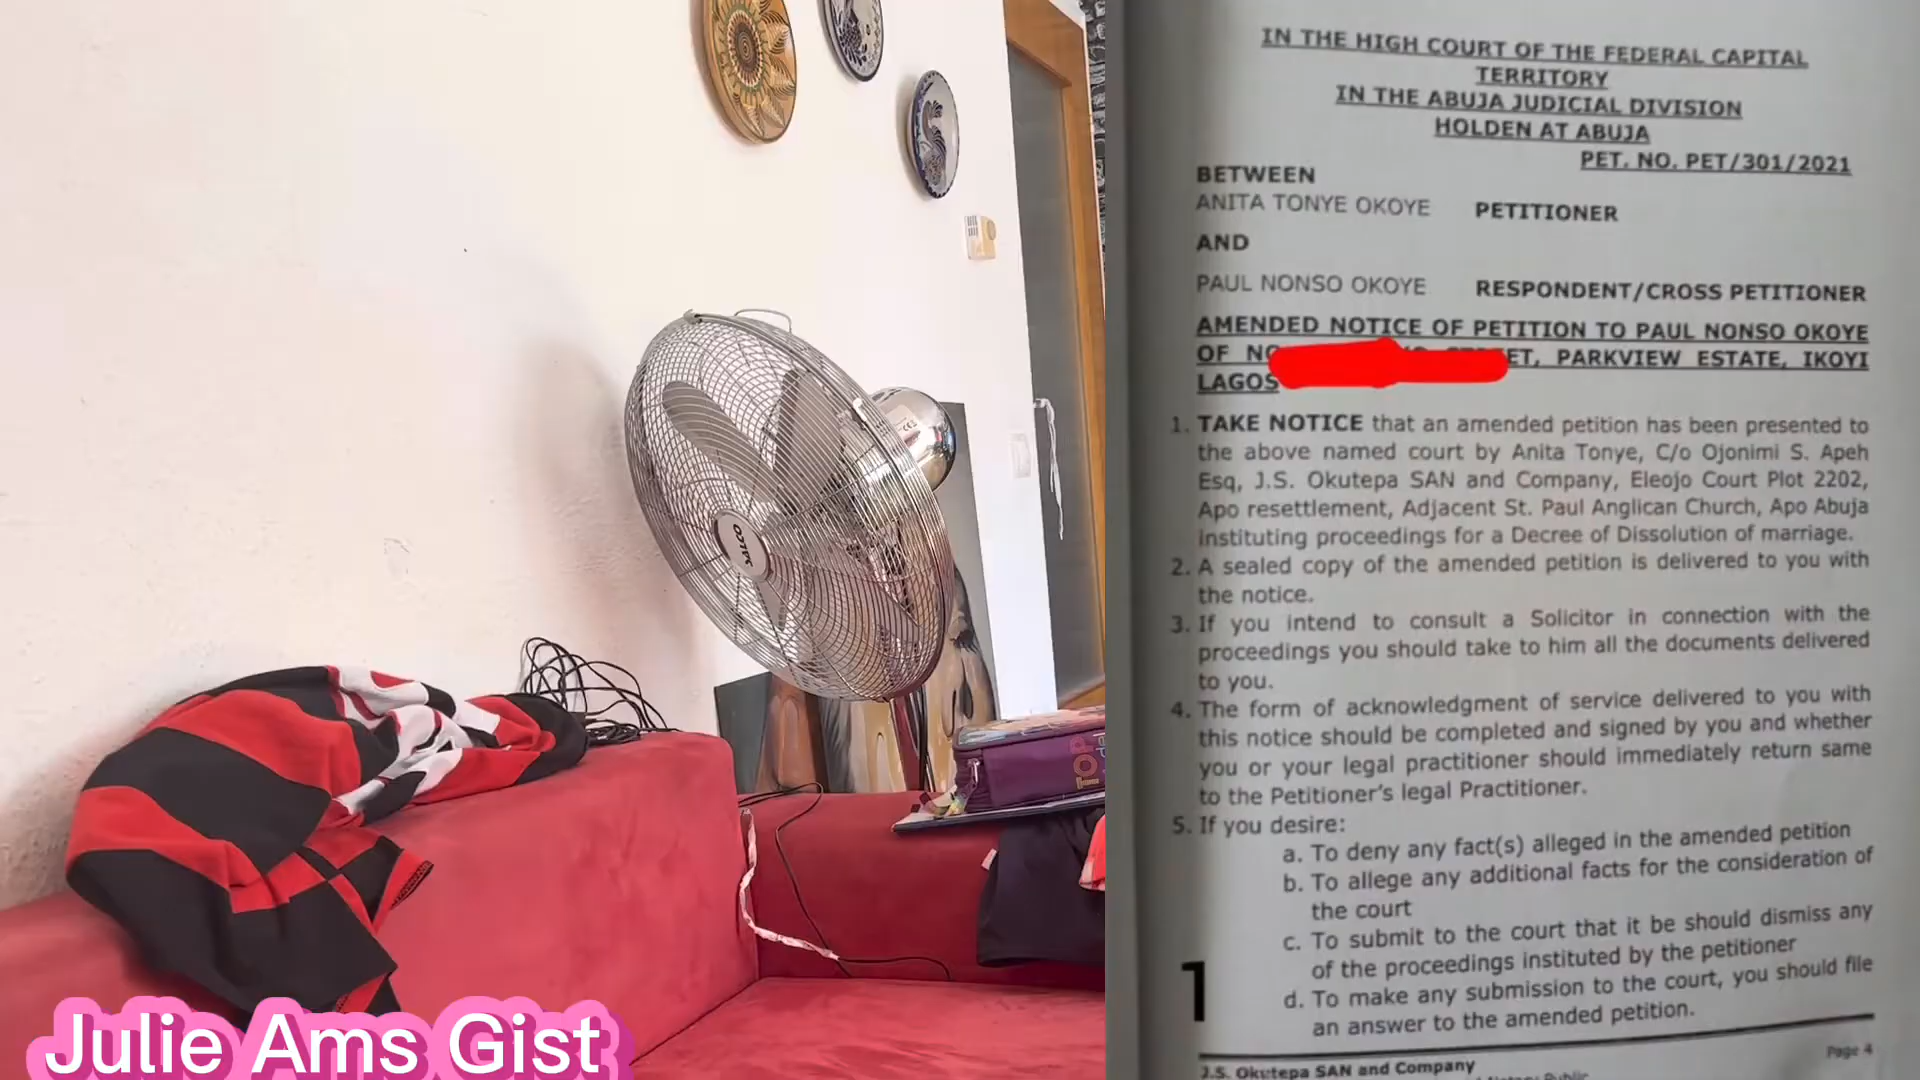 IN THE HIGH COURT OF THE FEDERAL CAPITAL
TERRITORY
IN THE ABUJA JUDICIAL DIVISION
HOLDEN AT ABUJA
PET. NO. PET/301/2021
BETWEEN
ANITA TONYE OKOYE PETITIONER
AND
PAUL NONSO OKOYE RESPONDENT/CROSS PETITIONER
AMENDED NOTICE OF PETITION TO PAUL NONSO OKOYE
OF PARKVIEW ESTATE, IKOYI
LAGOS
1. TAKE NOTICE that an amended petition has been presented to
the above named court by Anita Tonye, C/o Ojonimi S. Apeh
Esq, J.S. Okutepa SAN and Company, Eleojo Court Plot 2202,
Apo resettlement, Adjacent St. Paul Anglican Church, Apo Abuja
instituting proceedings for a Decree of Dissolution of marriage.
2. A sealed copy of the amended petition is delivered to you with
the notice.
3. If you intend to consult a Solicitor in connection with the
proceedings you should take to him all the documents delivered
to you.
4. The form of acknowledgment of service delivered to you with
this notice should be completed and signed by you and whether
you or your legal practitioner should immediately return same
to the Petitioner's legal Practitioner.
5. If you desire:
a. To deny any fact(s) alleged in the amended petition
b. To allege any additional facts for the consideration of
the court
c. To submit to the court that it be should dismiss any
of the proceedings instituted by the petitioner
d. To make any submission to the court, you should file
an answer to the amended petition.
1
Page 4
J.S. Okutepa SAN and Company
Public
SALCO
TOP
Julie Ams Gist